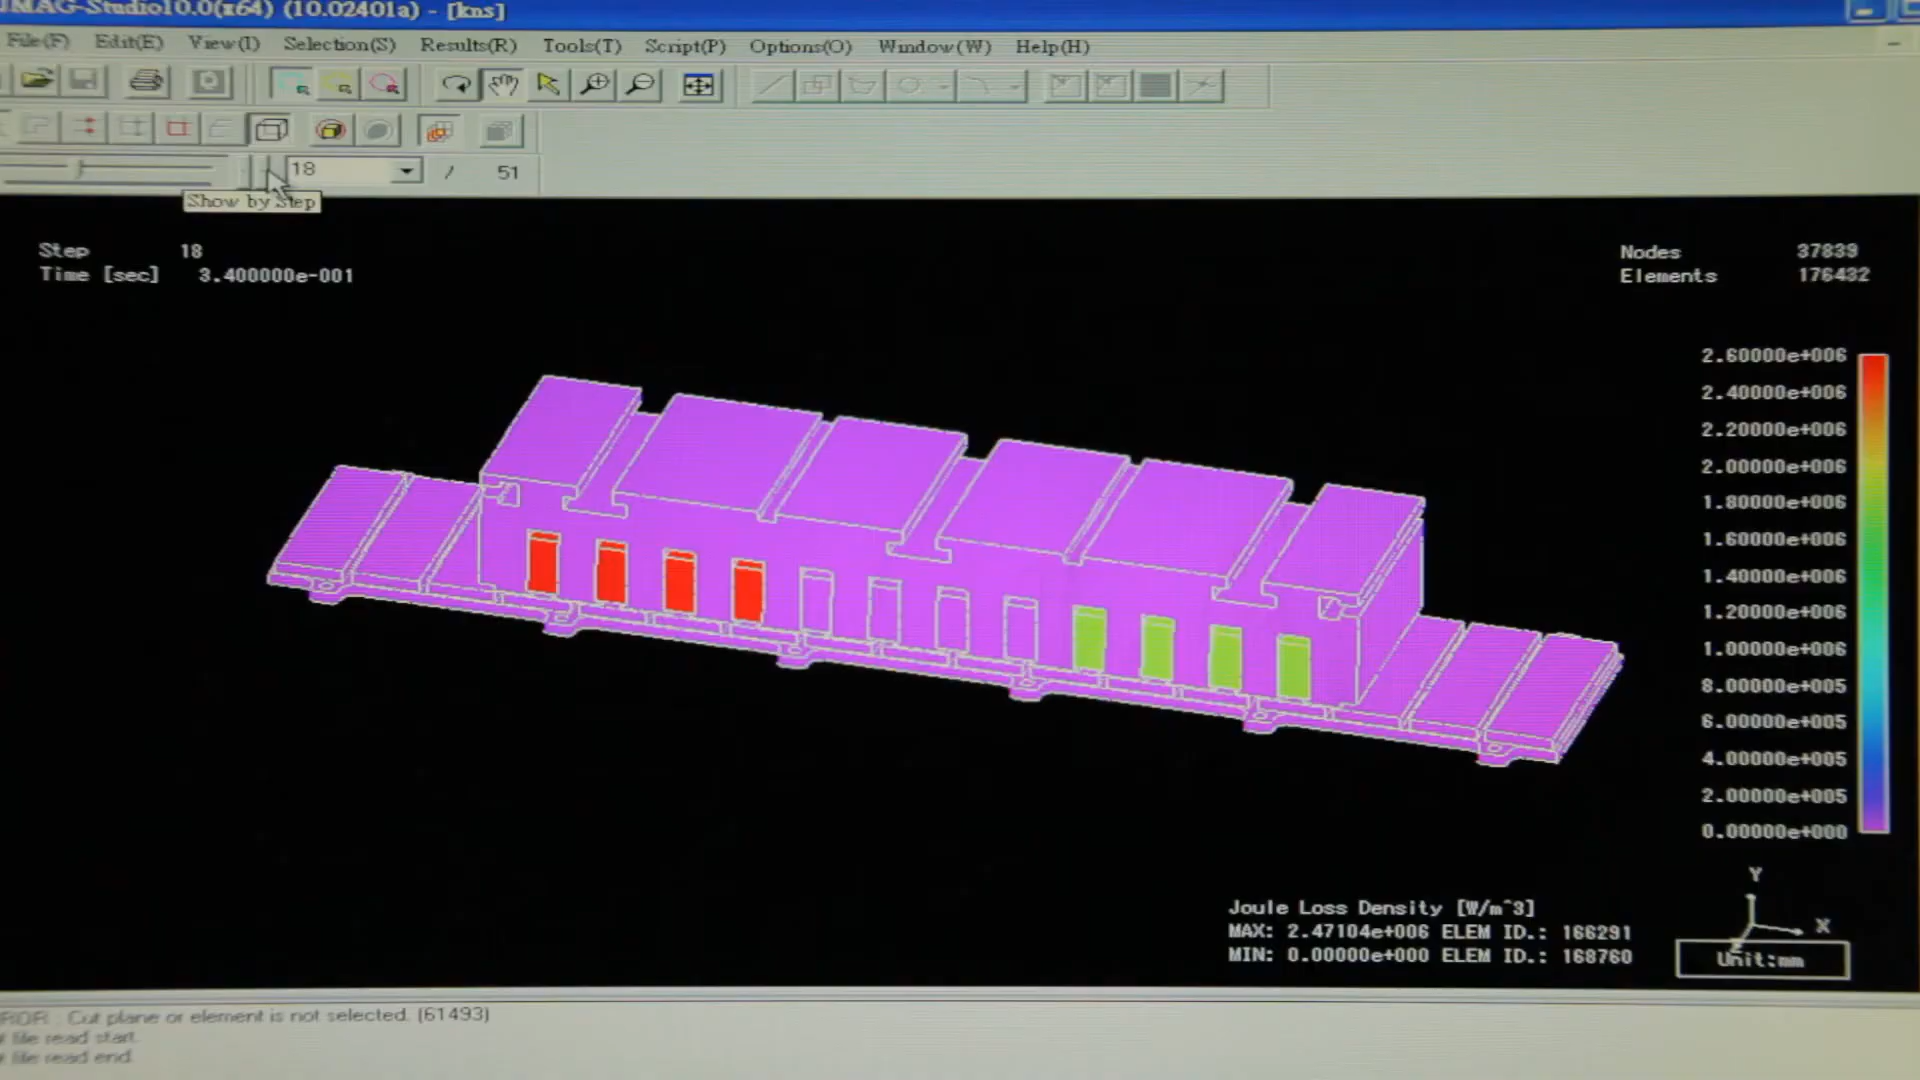 JMAG-Studio10.0(x64) (10.02401a) - [kns]
File(F) Edit(E) View(I) Selection(S) Results(R) Tools(T) Script(P) Options(O) Window(W) Help(H)
18 / 51
Show by Step
Step 18
Time [sec] 3.400000e-001
Nodes 37839
Elements 176432
2.60000e+006
2.40000e+006
2.20000e+006
2.00000e+006
1.80000e+006
1.60000e+006
1.40000e+006
1.20000e+006
1.00000e+006
8.00000e+005
6.00000e+005
4.00000e+005
2.00000e+005
0.00000e+000
Joule Loss Density [W/m^3]
MAX: 2.47104e+006 ELEM ID.: 166291
MIN: 0.00000e+000 ELEM ID.: 168760
Y
X
Unit:mm
Cut plane or element is not selected. (61493)
file read start.
file read end.